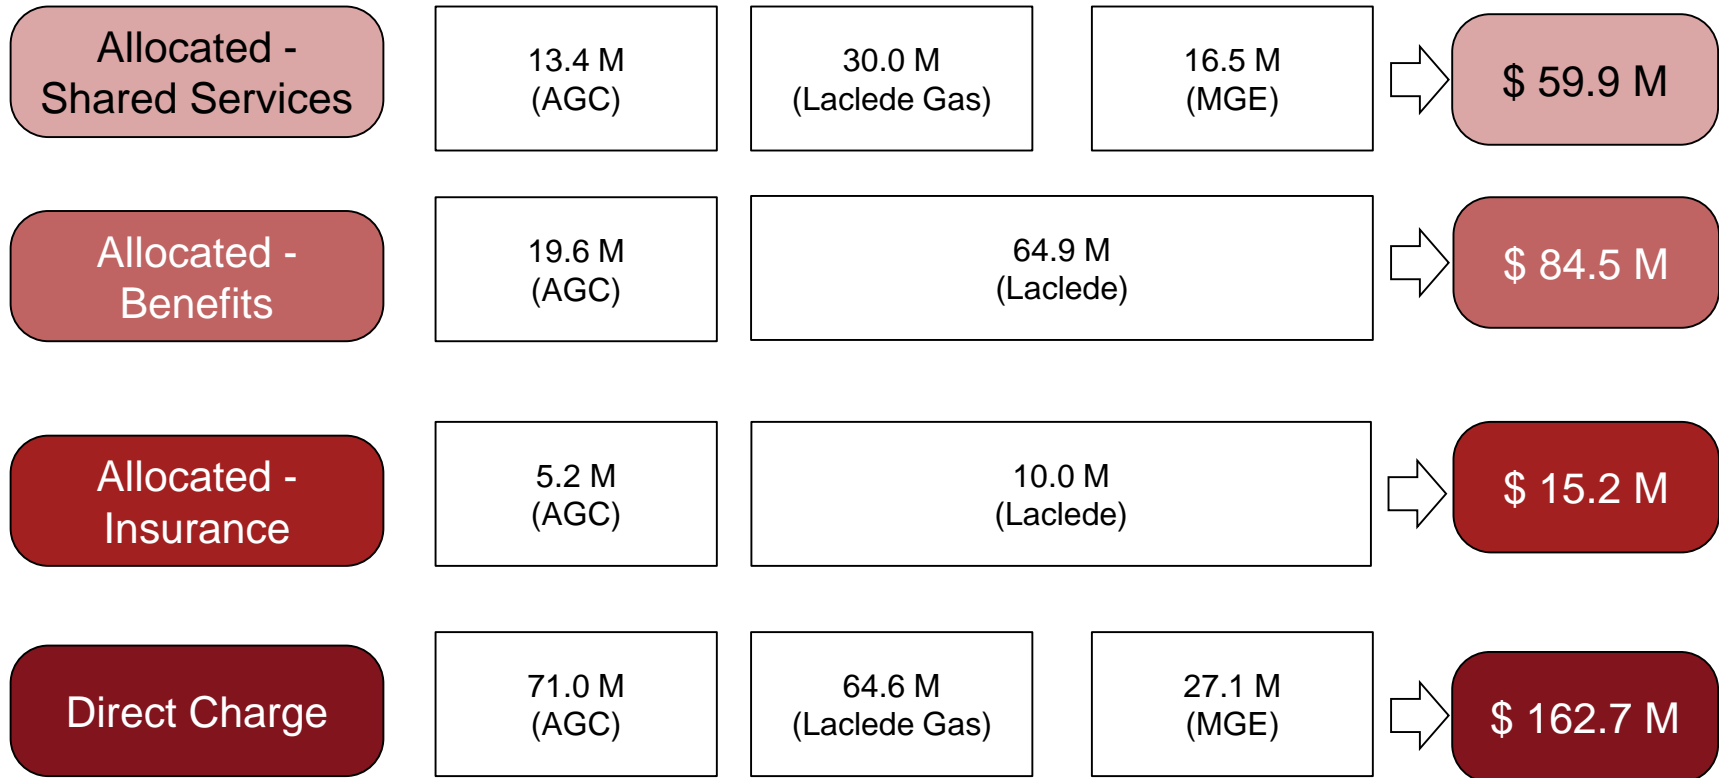 Allocated -
Shared Services
13.4 M
(AGC)
30.0 M
(Laclede Gas)
16.5 M
(MGE)
$ 59.9 M
Allocated -
Benefits
19.6 M
(AGC)
64.9 M
(Laclede)
$ 84.5 M
Allocated -
Insurance
5.2 M
(AGC)
10.0 M
(Laclede)
$ 15.2 M
Direct Charge
71.0 M
(AGC)
64.6 M
(Laclede Gas)
27.1 M
(MGE)
$ 162.7 M